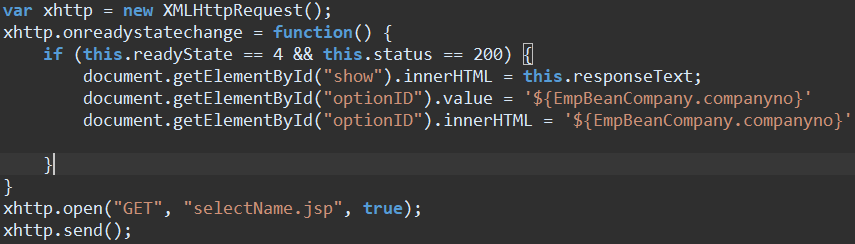 var xhttp = new XMLHttpRequest();
xhttp.onreadystatechange = function() {
    if (this.readyState == 4 && this.status == 200) {
        document.getElementById("show").innerHTML = this.responseText;
        document.getElementById("optionID").value = '${EmpBeanCompany.companyno}'
        document.getElementById("optionID").innerHTML = '${EmpBeanCompany.companyno}'
    }
}
xhttp.open("GET", "selectName.jsp", true);
xhttp.send();